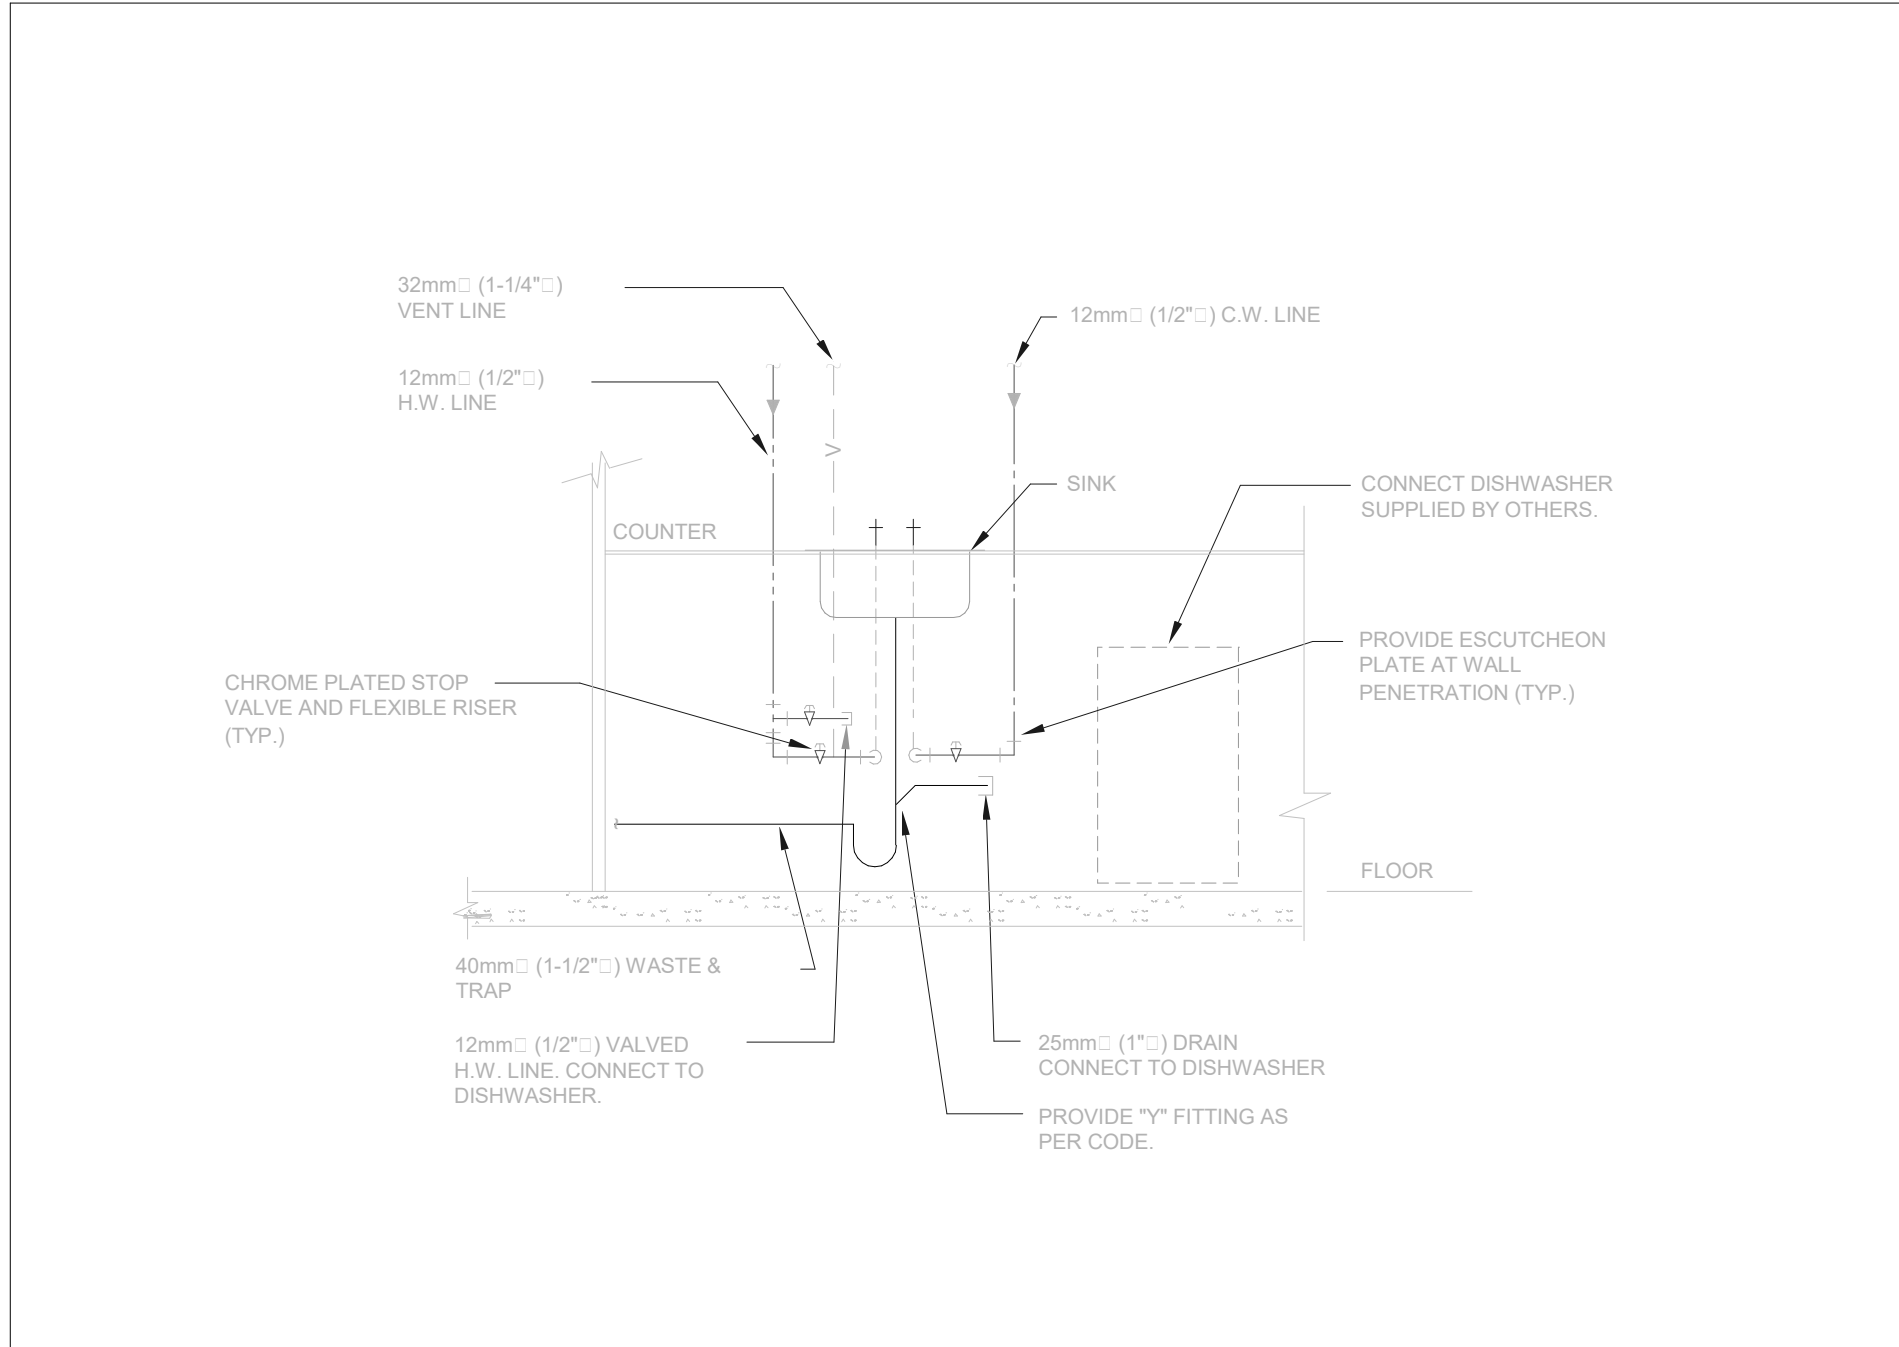 32mm□ (1-1/4"□)
VENT LINE
12mm□ (1/2"□) C.W. LINE
12mm□ (1/2"□)
H.W. LINE
V
SINK
CONNECT DISHWASHER
SUPPLIED BY OTHERS.
COUNTER
PROVIDE ESCUTCHEON
PLATE AT WALL
PENETRATION (TYP.)
CHROME PLATED STOP
VALVE AND FLEXIBLE RISER
(TYP.)
FLOOR
40mm□ (1-1/2"□) WASTE &
TRAP
12mm□ (1/2"□) VALVED
H.W. LINE. CONNECT TO
DISHWASHER.
25mm□ (1"□) DRAIN
CONNECT TO DISHWASHER
PROVIDE "Y" FITTING AS
PER CODE.